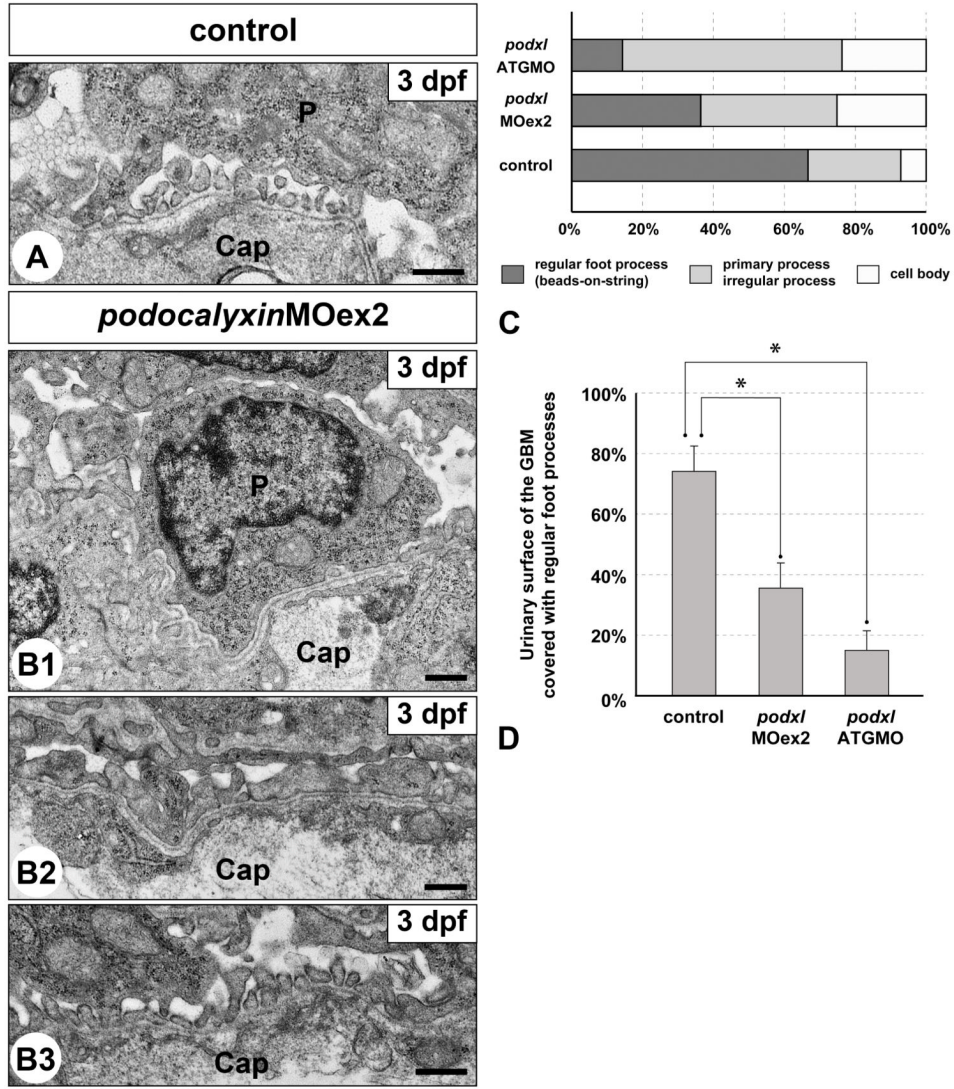 control
3 dpf
P
Cap
A
podocalyxinMOex2
3 dpf
P
Cap
B1
3 dpf
Cap
B2
3 dpf
Cap
B3
podxl
ATGMO
podxl
MOex2
control
0% 20% 40% 60% 80% 100%
regular foot process
(beads-on-string)
primary process
irregular process
cell body
C
*
*
Urinary surface of the GBM
covered with regular foot processes
100%
80%
60%
40%
20%
0%
control
podxl
MOex2
podxl
ATGMO
D